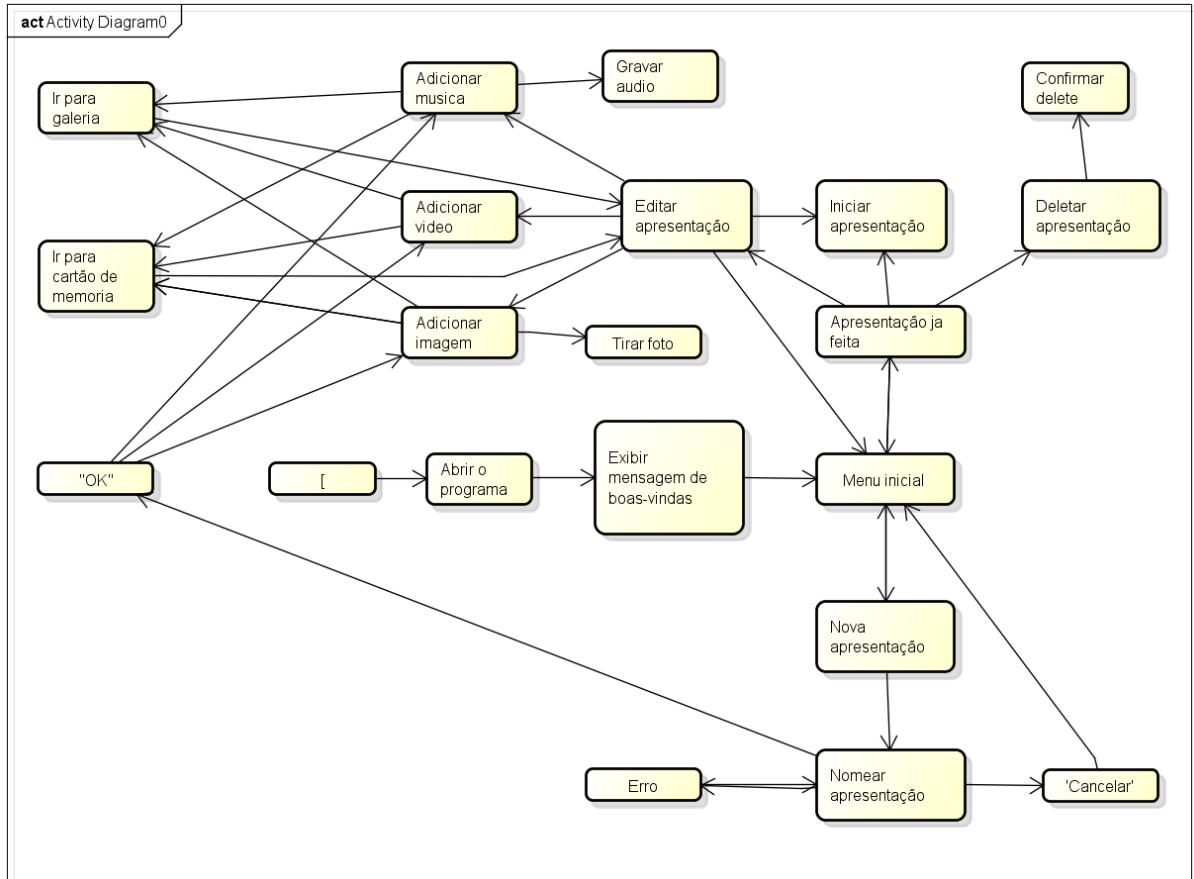 act Activity Diagram0
Ir para
galeria
Adicionar
musica
Gravar
audio
Confirmar
delete
Adicionar
video
Editar
apresentação
Iniciar
apresentação
Deletar
apresentação
Ir para
cartão de
memoria
Adicionar
imagem
Tirar foto
Apresentação ja
feita
"OK"
[
Abrir o
programa
Exibir
mensagem de
boas-vindas
Menu inicial
Nova
apresentação
Erro
Nomear
apresentação
'Cancelar'